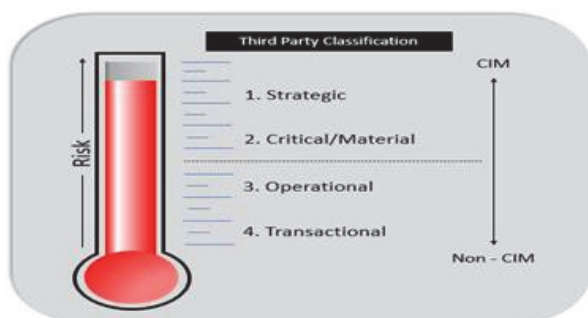 Third Party Classification
CIM
1. Strategic
2. Critical/Material
3. Operational
4. Transactional
Non - CIM
Risk